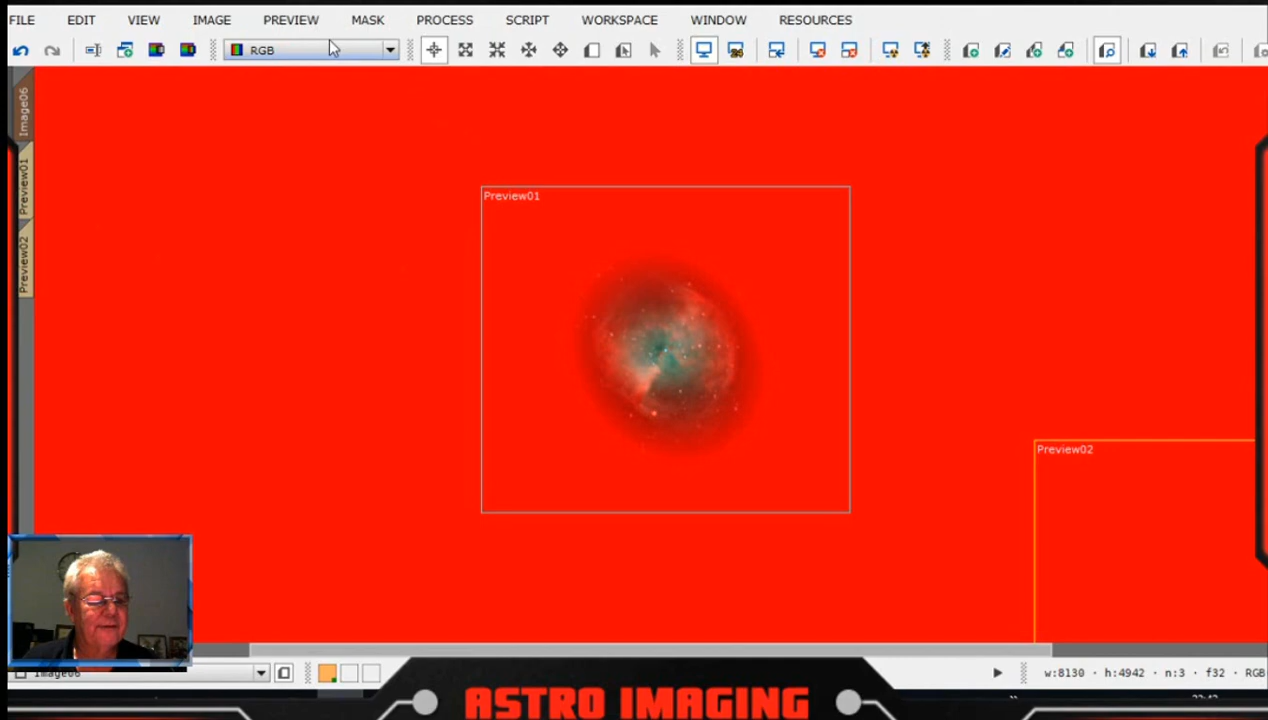 FILE EDIT VIEW IMAGE PREVIEW MASK PROCESS SCRIPT WORKSPACE WINDOW RESOURCES
RGB
Image06
Preview01
Preview02
Preview01
Preview02
Image06
w:8130 · h:4942 · n:3 · f32 · RGB
ASTRO IMAGING